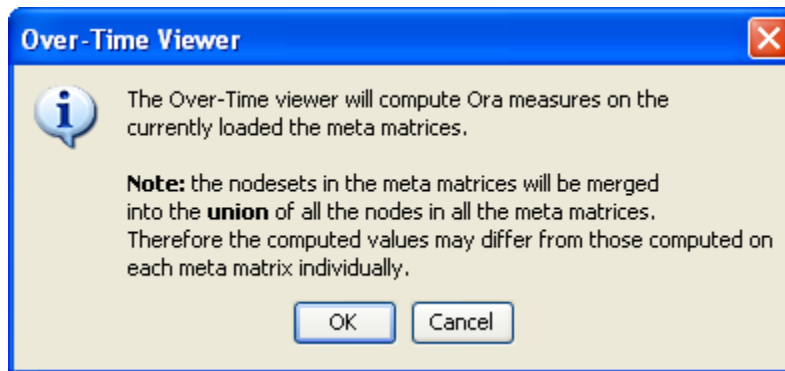 Over-Time Viewer
The Over-Time viewer will compute Ora measures on the
currently loaded the meta matrices.
Note: the nodesets in the meta matrices will be merged
into the union of all the nodes in all the meta matrices.
Therefore the computed values may differ from those computed on
each meta matrix individually.
OK
Cancel